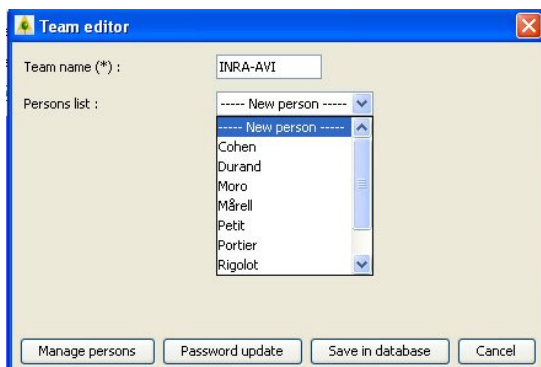 Team editor
Team name (*) : INRA-AVI
Persons list : ----- New person -----
----- New person -----
Cohen
Durand
Moro
Mårell
Petit
Portier
Rigolot
Manage persons Password update Save in database Cancel